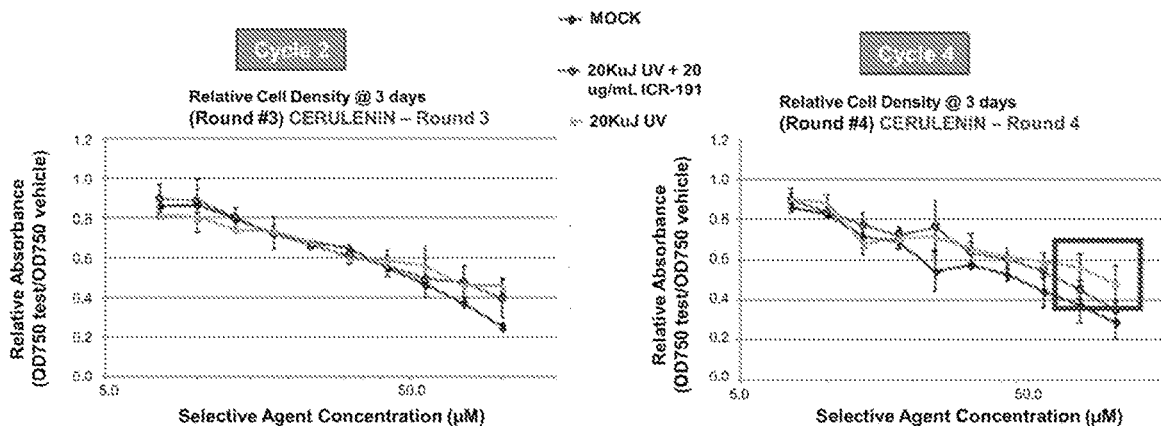 Cycle 2
Relative Cell Density @ 3 days
(Round #3) CERULENIN – Round 3
Relative Absorbance
(OD750 test/OD750 vehicle)
1.2
1.0
0.8
0.6
0.4
0.2
0.0
5.0
50.0
Selective Agent Concentration (µM)
MOCK
20KuJ UV + 20
ug/mL ICR-191
20KuJ UV
Cycle 4
Relative Cell Density @ 3 days
(Round #4) CERULENIN – Round 4
Relative Absorbance
(OD750 test/OD750 vehicle)
1.2
1.0
0.8
0.6
0.4
0.2
0.0
5.0
50.0
Selective Agent Concentration (µM)